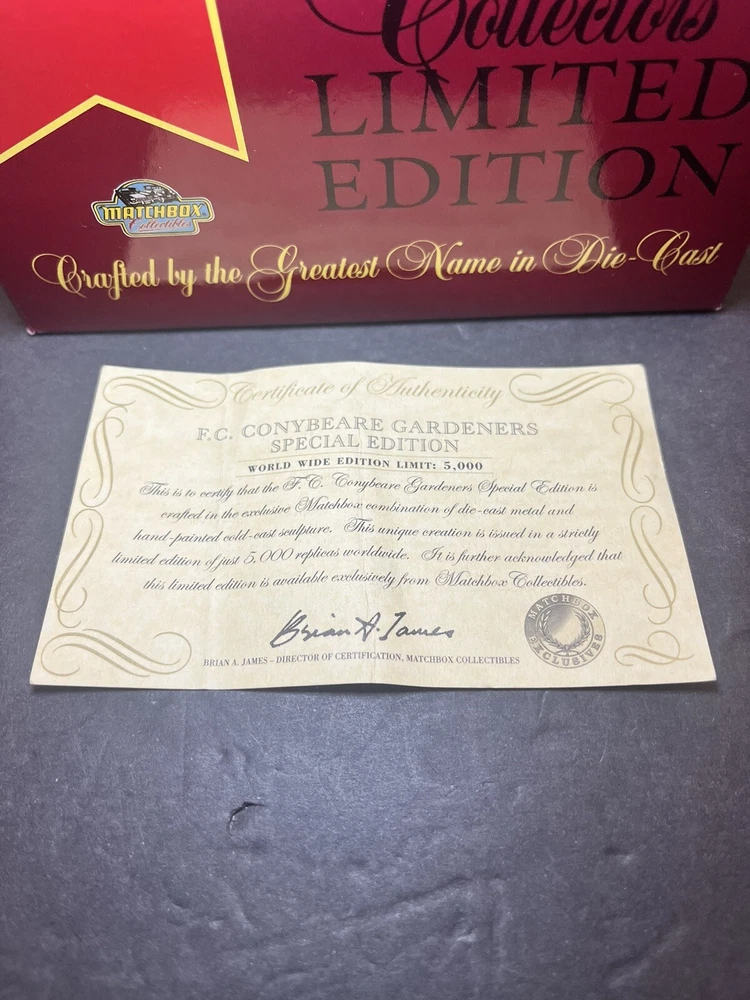 Collectors
LIMITED
EDITION
MATCHBOX
Collectibles
Crafted by the Greatest Name in Die-Cast
Certificate of Authenticity
F.C. CONYBEARE GARDENERS
SPECIAL EDITION
WORLD WIDE EDITION LIMIT: 5,000
This is to certify that the F. C. Conybeare Gardeners Special Edition is
crafted in the exclusive Matchbox combination of die-cast metal and
hand-painted cold-cast sculpture. This unique creation is issued in a strictly
limited edition of just 5,000 replicas worldwide. It is further acknowledged that
this limited edition is available exclusively from Matchbox Collectibles.
Brian A. James
BRIAN A. JAMES – DIRECTOR OF CERTIFICATION, MATCHBOX COLLECTIBLES
MATCHBOX
EXCLUSIVES